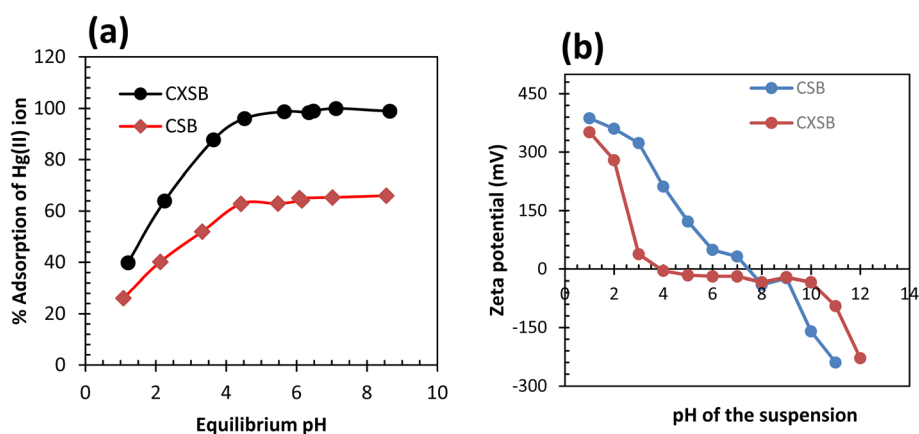 (a)
120
100
80
60
40
20
0
0 2 4 6 8 10
% Adsorption of Hg(II) ion
Equilibrium pH
CXSB
CSB
(b)
450
300
150
0
-150
-300
0 2 4 6 8 10 12 14
Zeta potential (mV)
pH of the suspension
CSB
CXSB